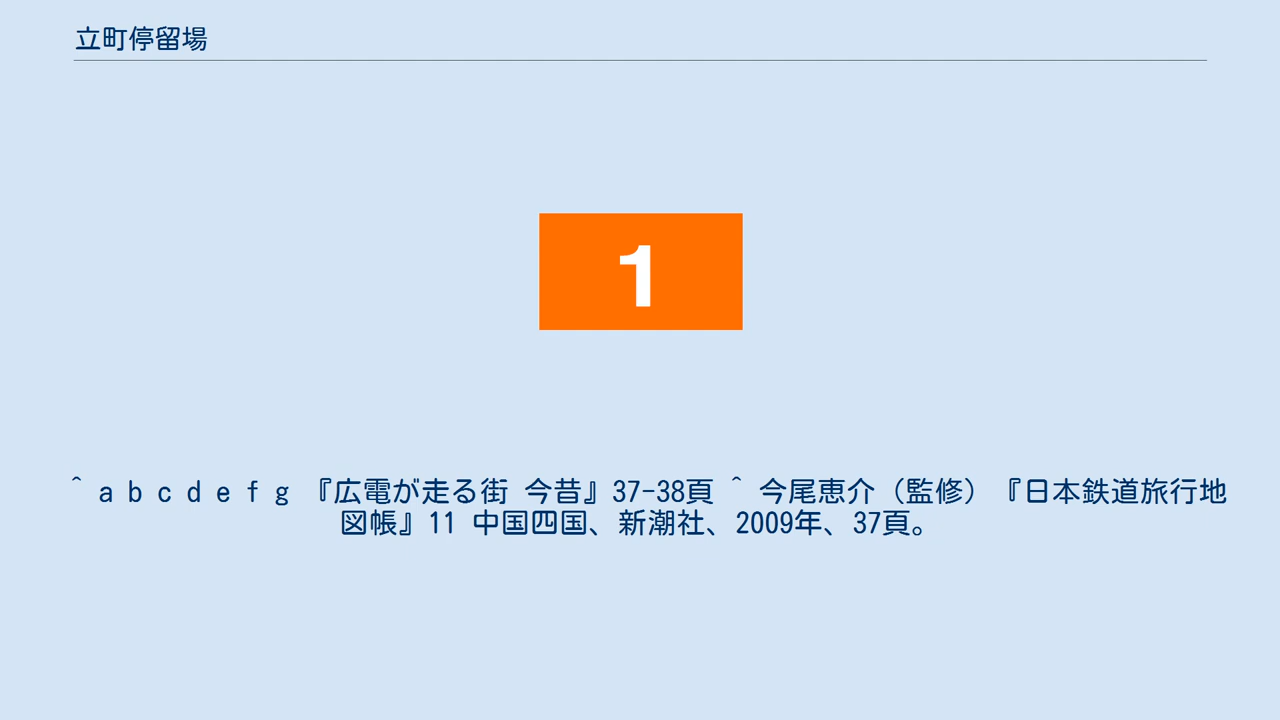 立町停留場
1
^ a b c d e f g 『広電が走る街 今昔』37-38頁 ^ 今尾恵介（監修）『日本鉄道旅行地
図帳』11 中国四国、新潮社、2009年、37頁。